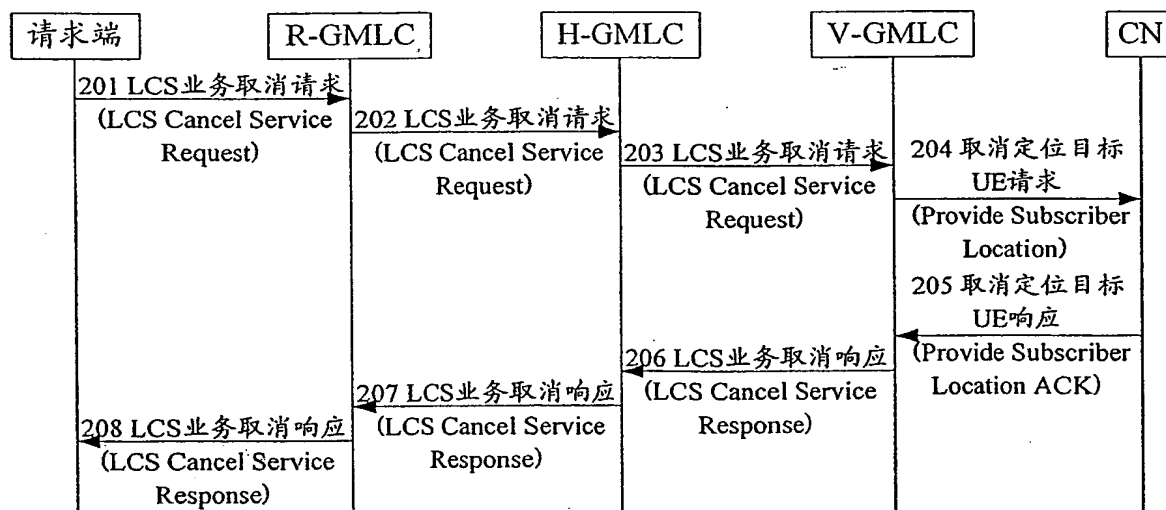 请求端
R-GMLC
H-GMLC
V-GMLC
CN
201 LCS业务取消请求
(LCS Cancel Service
Request)
202 LCS业务取消请求
(LCS Cancel Service
Request)
203 LCS业务取消请求
(LCS Cancel Service
Request)
204 取消定位目标
UE请求
(Provide Subscriber
Location)
205 取消定位目标
UE响应
(Provide Subscriber
Location ACK)
206 LCS业务取消响应
(LCS Cancel Service
Response)
207 LCS业务取消响应
(LCS Cancel Service
Response)
208 LCS业务取消响应
(LCS Cancel Service
Response)